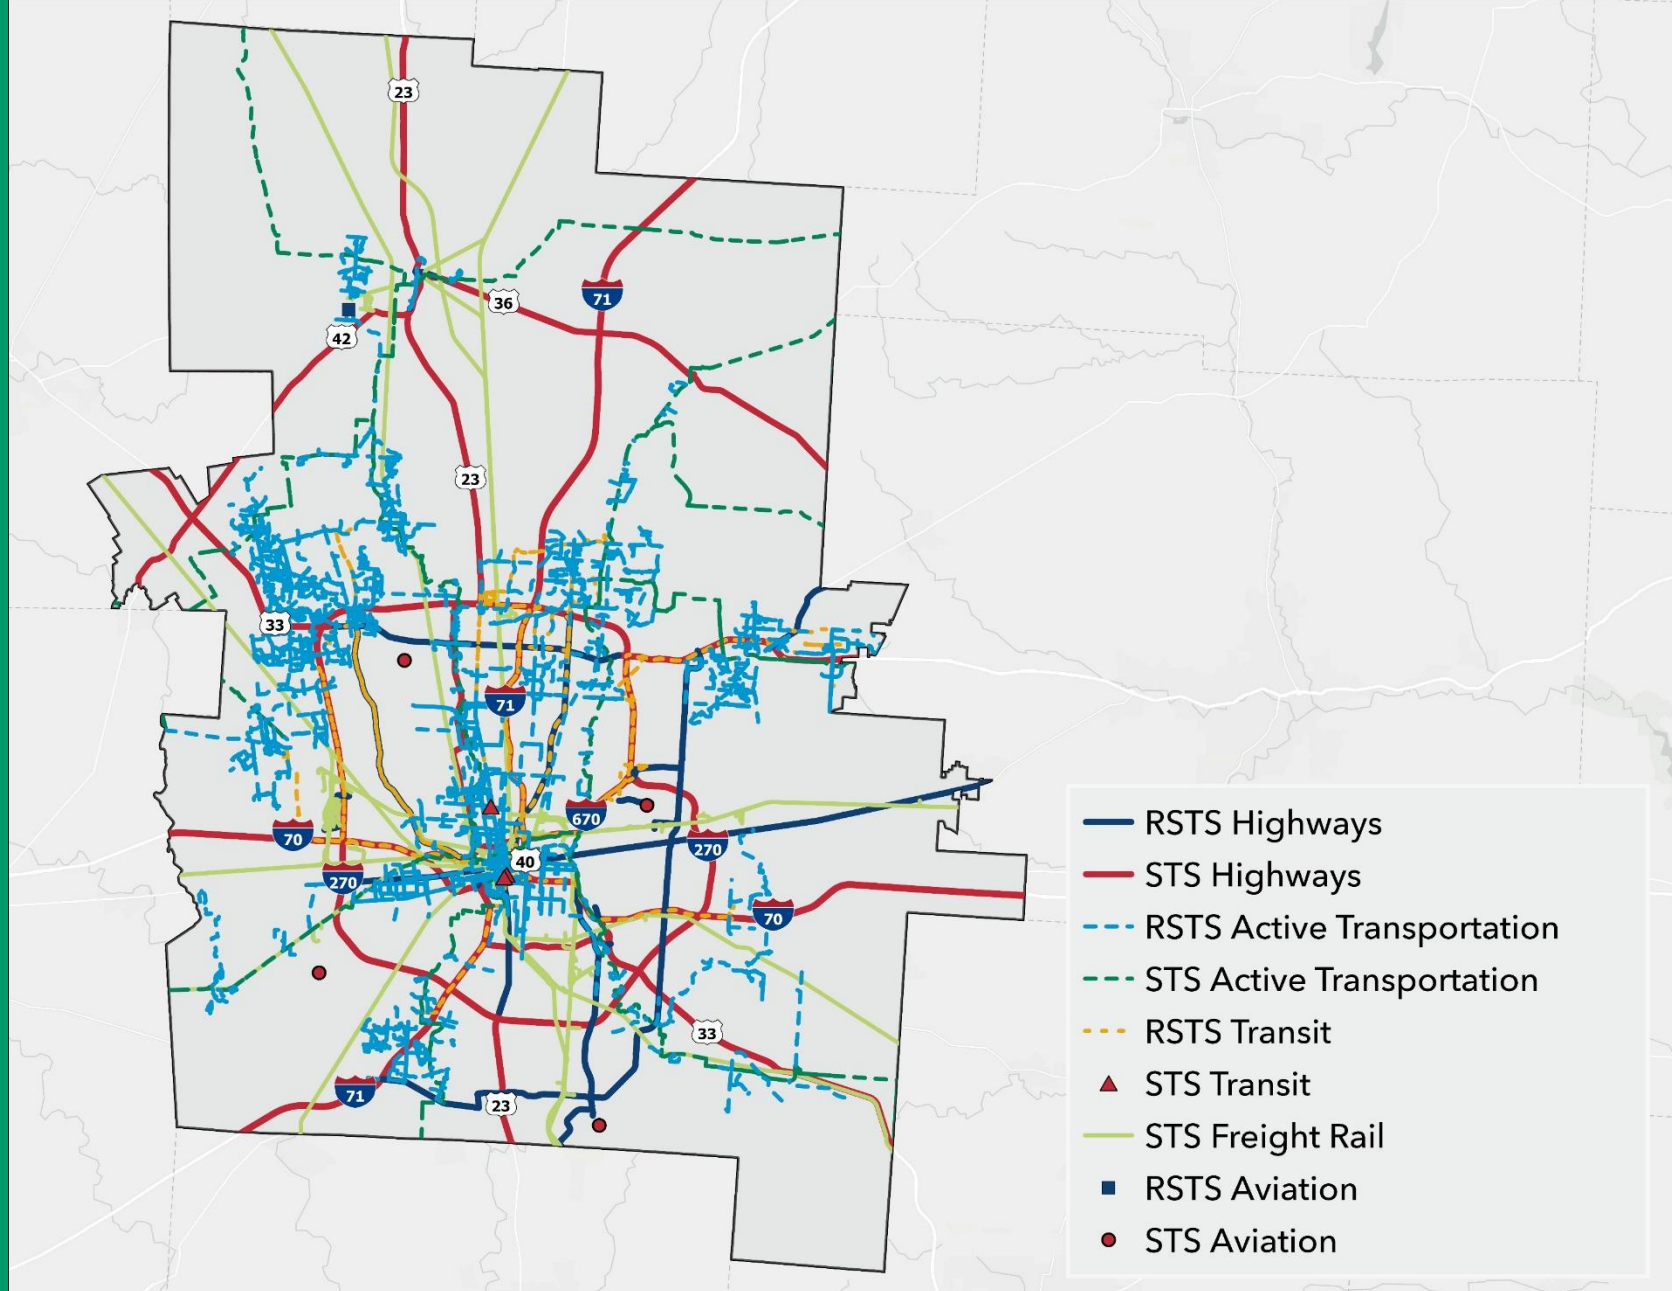 23
36
71
42
23
33
71
670
70
40
270
270
70
33
71
23
RSTS Highways
STS Highways
RSTS Active Transportation
STS Active Transportation
RSTS Transit
STS Transit
STS Freight Rail
RSTS Aviation
STS Aviation